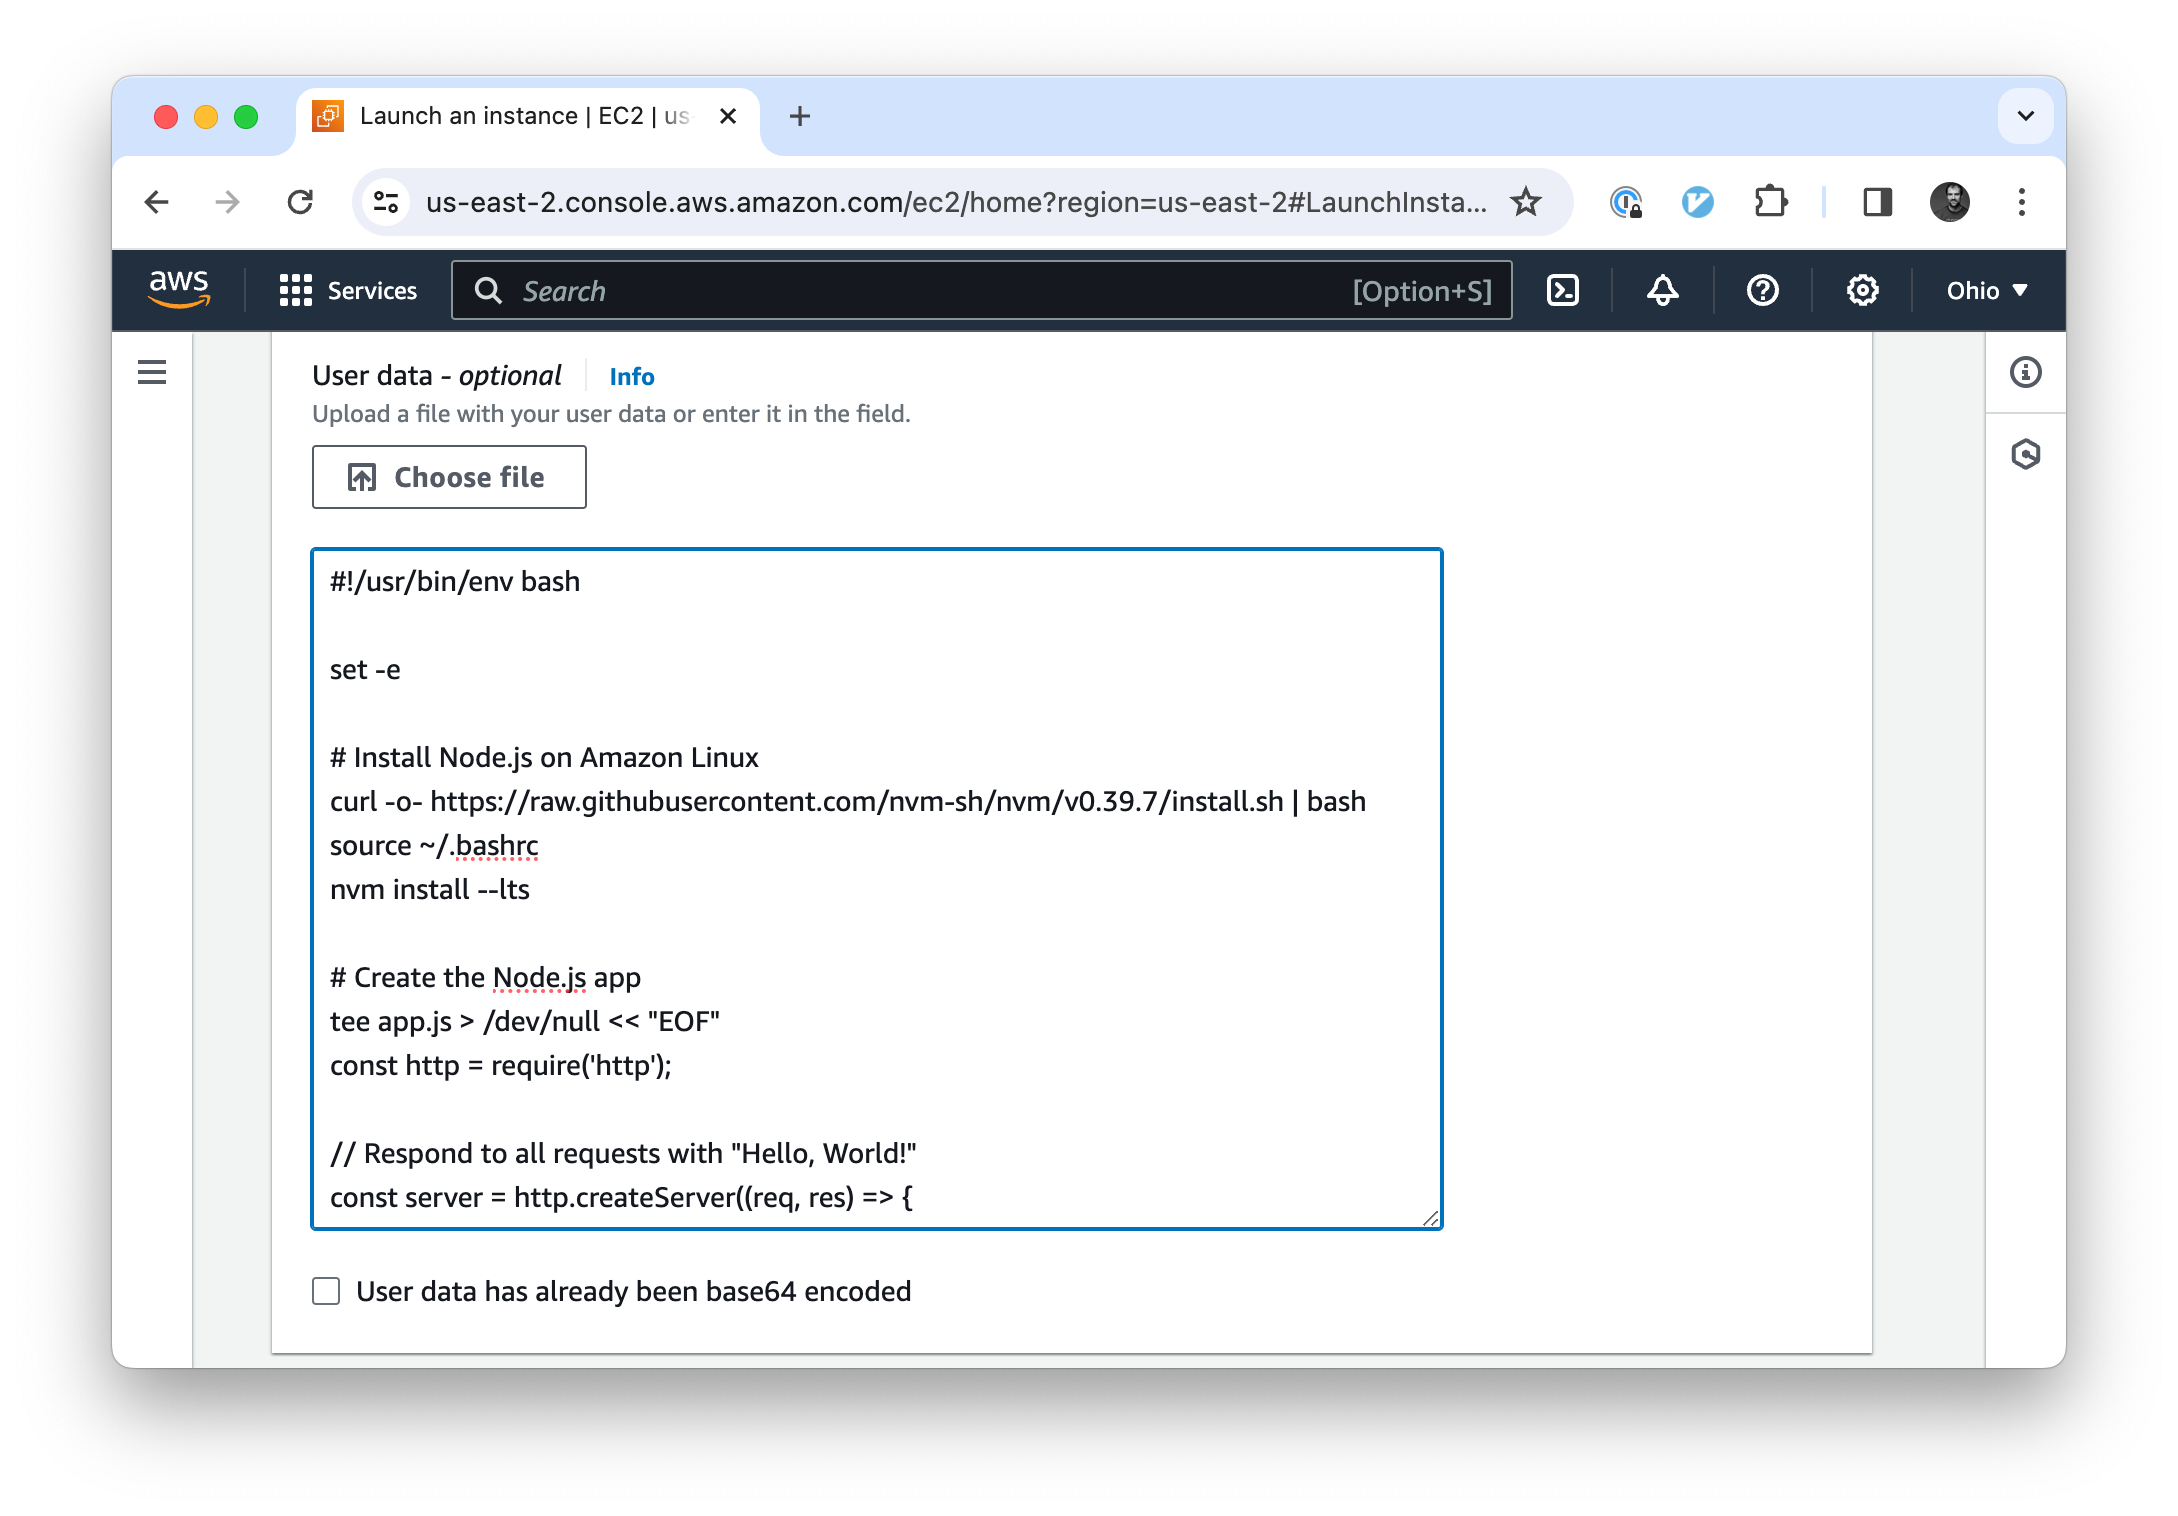 Launch an instance | EC2 | us
us-east-2.console.aws.amazon.com/ec2/home?region=us-east-2#LaunchInsta...
aws
Services
Search
[Option+S]
Ohio
User data - optional
Info
Upload a file with your user data or enter it in the field.
Choose file
#!/usr/bin/env bash
set -e
# Install Node.js on Amazon Linux
curl -o- https://raw.githubusercontent.com/nvm-sh/nvm/v0.39.7/install.sh | bash
source ~/.bashrc
nvm install --lts
# Create the Node.js app
tee app.js > /dev/null << "EOF"
const http = require('http');
// Respond to all requests with "Hello, World!"
const server = http.createServer((req, res) => {
User data has already been base64 encoded